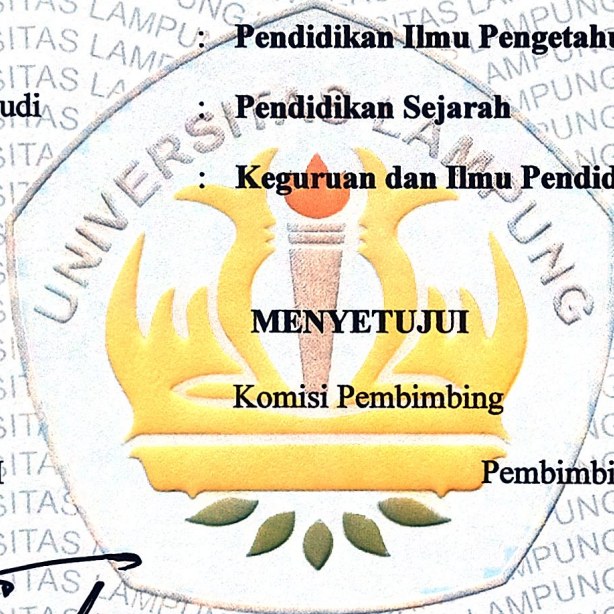 : Pendidikan Ilmu Pengetahu
udi : Pendidikan Sejarah
: Keguruan dan Ilmu Pendid
UNIVERSITAS LAMPUNG
MENYETUJUI
Komisi Pembimbing
I Pembimbi